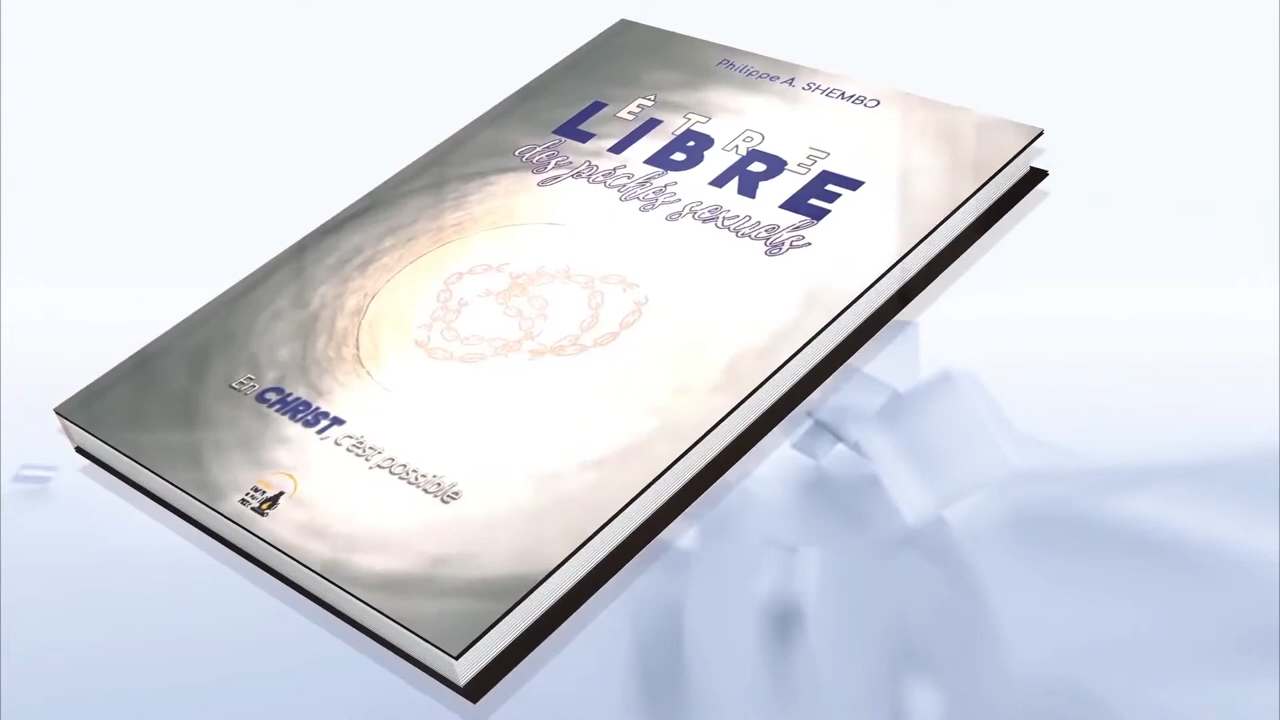 Philippe A. SHEMBO
ÊTRE
LIBRE
des péchés sexuels
En CHRIST, c'est possible